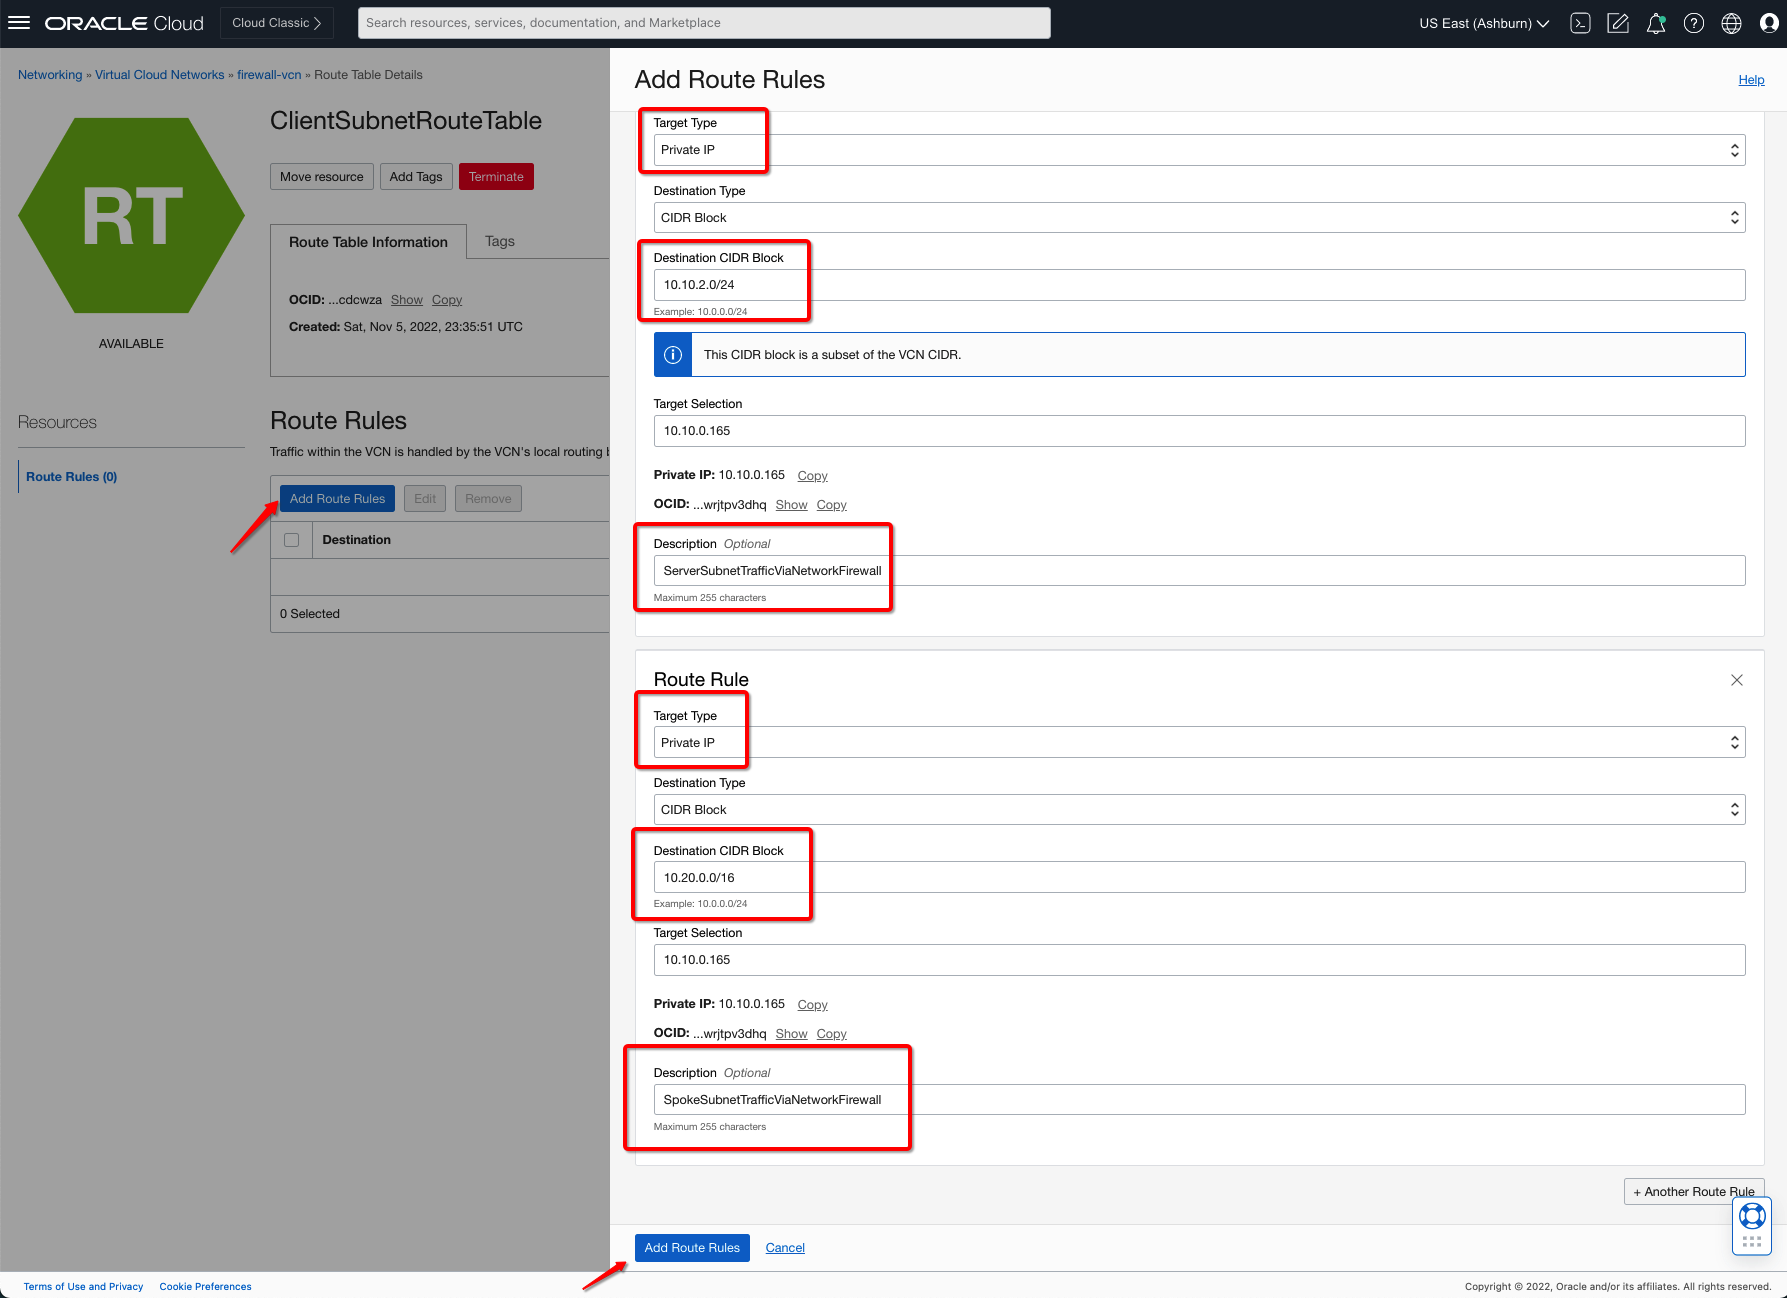 ORACLE Cloud
Cloud Classic
Search resources, services, documentation, and Marketplace
US East (Ashburn)
Networking » Virtual Cloud Networks » firewall-vcn » Route Table Details
RT
AVAILABLE
ClientSubnetRouteTable
Move resource
Add Tags
Terminate
Route Table Information
Tags
OCID: ...cdcwza Show Copy
Created: Sat, Nov 5, 2022, 23:35:51 UTC
Resources
Route Rules (0)
Route Rules
Traffic within the VCN is handled by the VCN's local routing
Add Route Rules
Edit
Remove
Destination
0 Selected
Add Route Rules
Help
Target Type
Private IP
Destination Type
CIDR Block
Destination CIDR Block
10.10.2.0/24
Example: 10.0.0.0/24
This CIDR block is a subset of the VCN CIDR.
Target Selection
10.10.0.165
Private IP: 10.10.0.165 Copy
OCID: ...wrjtpv3dhq Show Copy
Description Optional
ServerSubnetTrafficViaNetworkFirewall
Maximum 255 characters
Route Rule
Target Type
Private IP
Destination Type
CIDR Block
Destination CIDR Block
10.20.0.0/16
Example: 10.0.0.0/24
Target Selection
10.10.0.165
Private IP: 10.10.0.165 Copy
OCID: ...wrjtpv3dhq Show Copy
Description Optional
SpokeSubnetTrafficViaNetworkFirewall
Maximum 255 characters
+ Another Route Rule
Add Route Rules
Cancel
Terms of Use and Privacy
Cookie Preferences
Copyright © 2022, Oracle and/or its affiliates. All rights reserved.